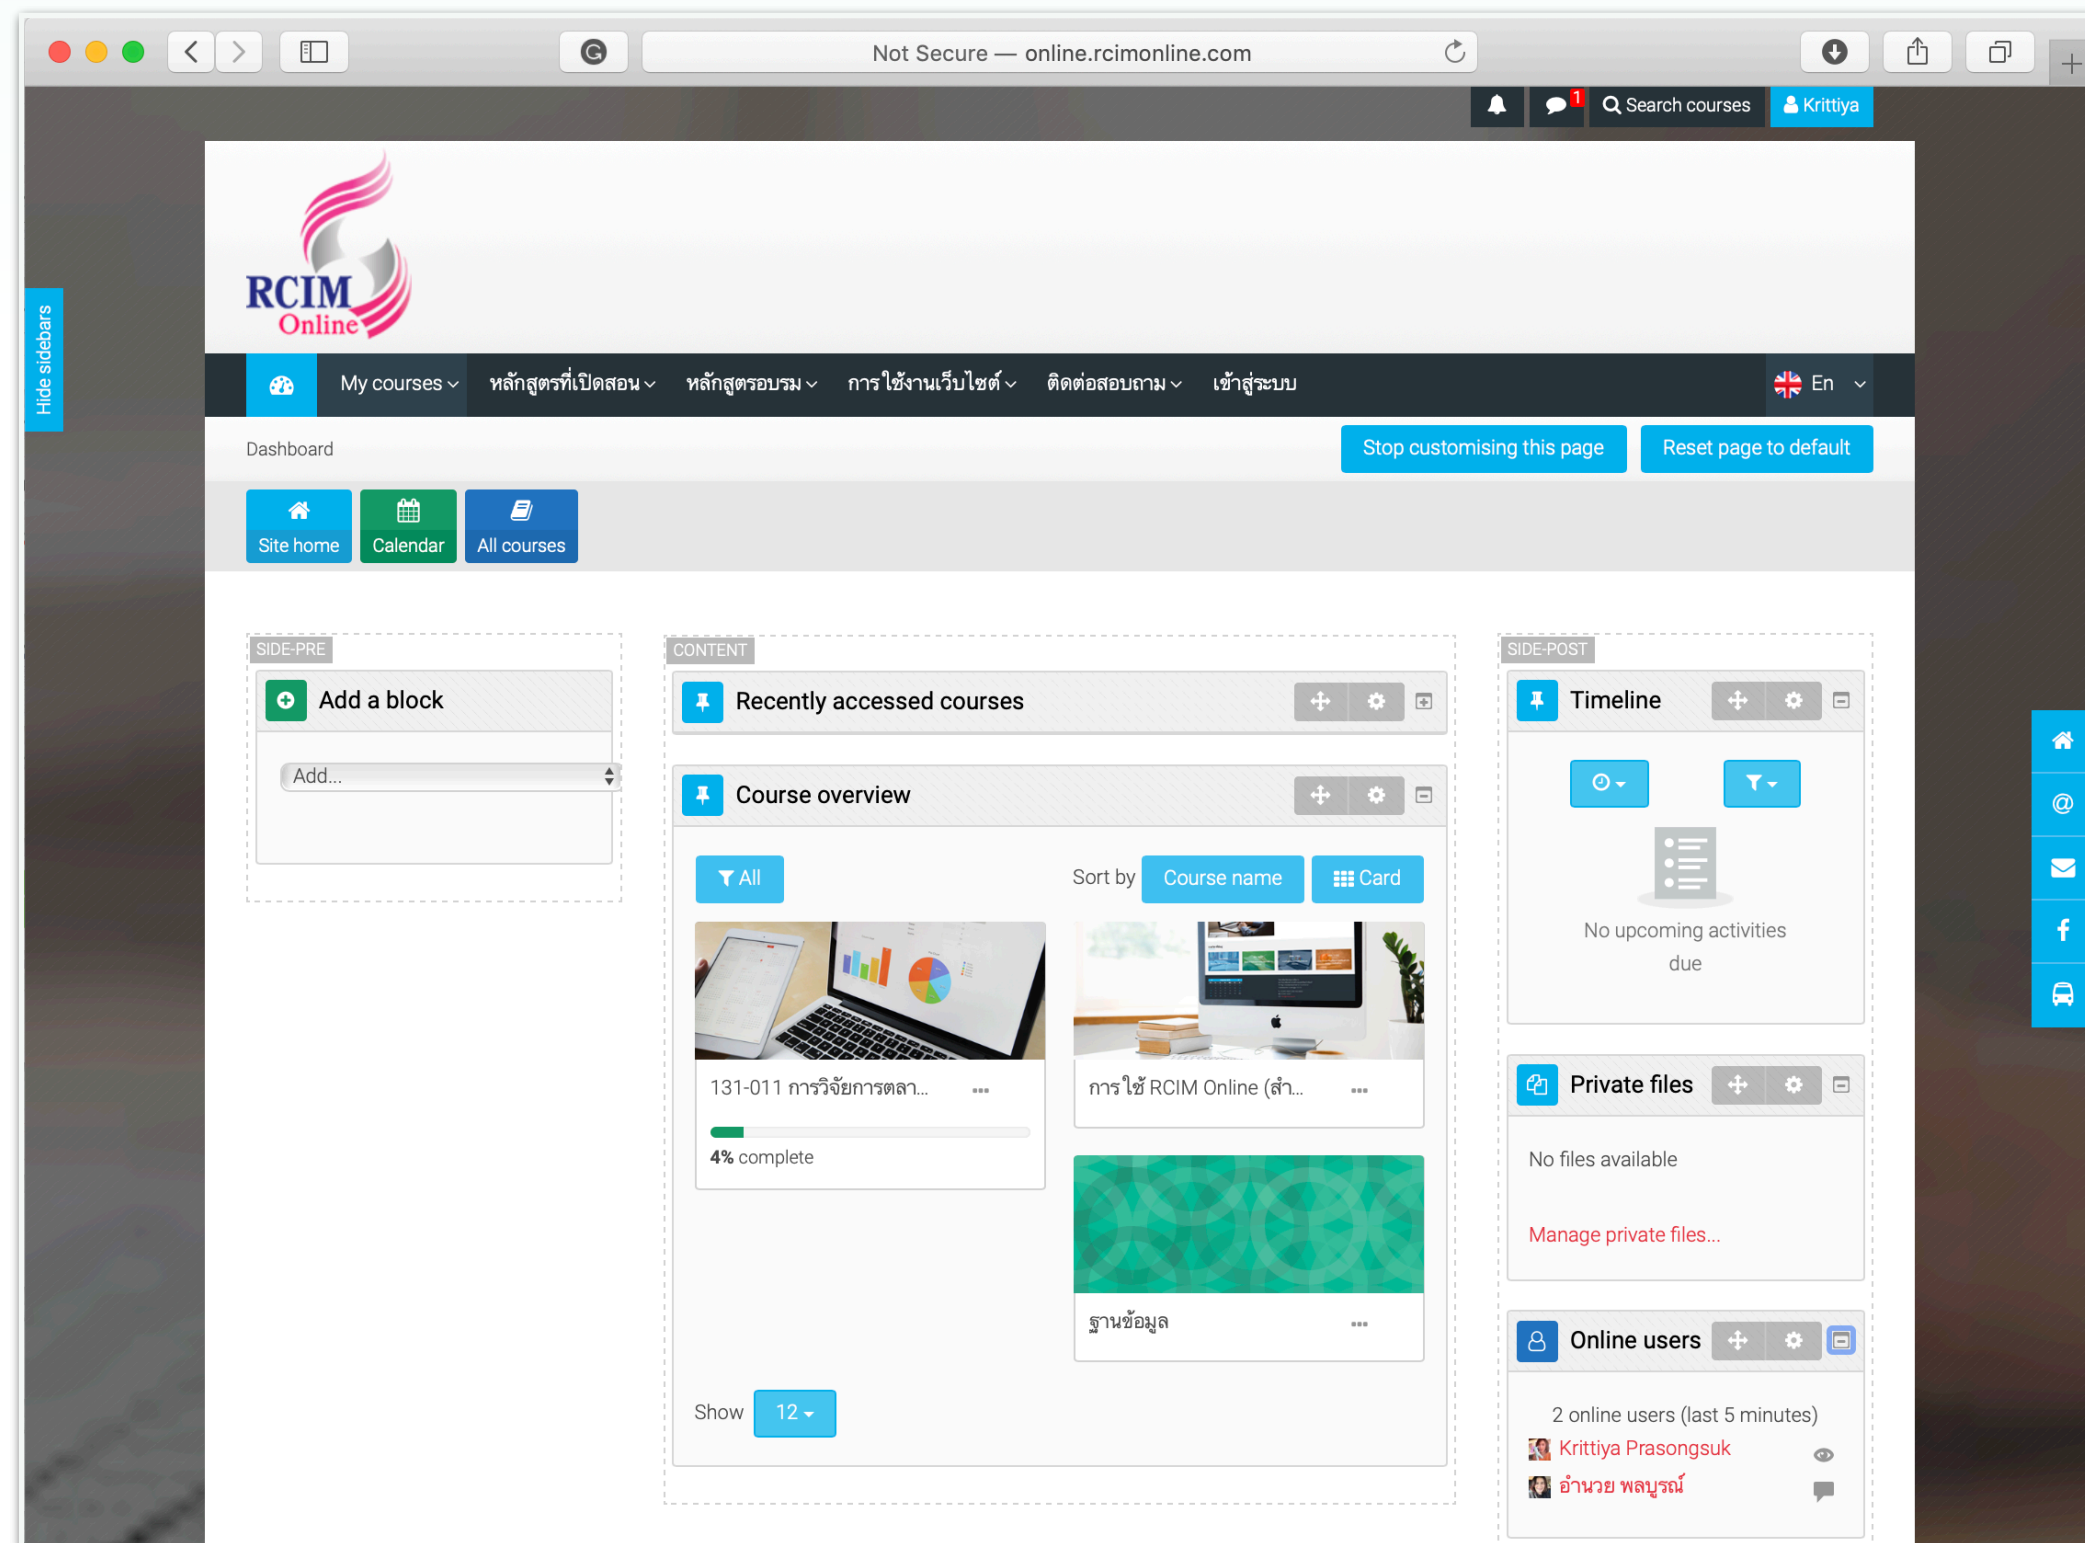 Not Secure — online.rcimonline.com
1
Search courses
Krittiya
RCIM
Online
Hide sidebars
My courses
หลักสูตรที่เปิดสอน
หลักสูตรอบรม
การใช้งานเว็บไซต์
ติดต่อสอบถาม
เข้าสู่ระบบ
En
Dashboard
Stop customising this page
Reset page to default
Site home
Calendar
All courses
SIDE-PRE
Add a block
Add...
CONTENT
Recently accessed courses
Course overview
All
Sort by
Course name
Card
131-011 การวิจัยการตลา...
4% complete
การใช้ RCIM Online (สำ...
ฐานข้อมูล
Show
12
SIDE-POST
Timeline
No upcoming activities
due
Private files
No files available
Manage private files...
Online users
2 online users (last 5 minutes)
Krittiya Prasongsuk
อำนวย พลบูรณ์